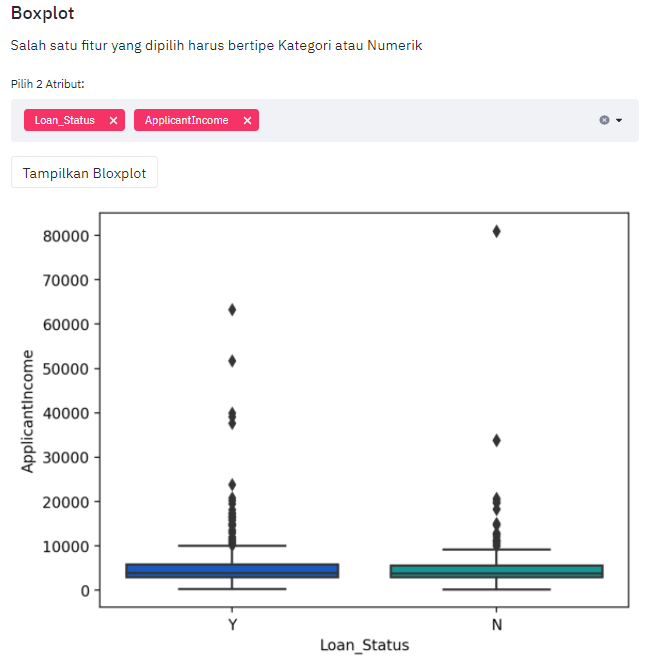 Boxplot
Salah satu fitur yang dipilih harus bertipe Kategori atau Numerik
Pilih 2 Atribut:
Loan_Status × ApplicantIncome ×
Tampilkan Bloxplot
80000
70000
60000
50000
40000
30000
20000
10000
0
ApplicantIncome
Y N
Loan_Status